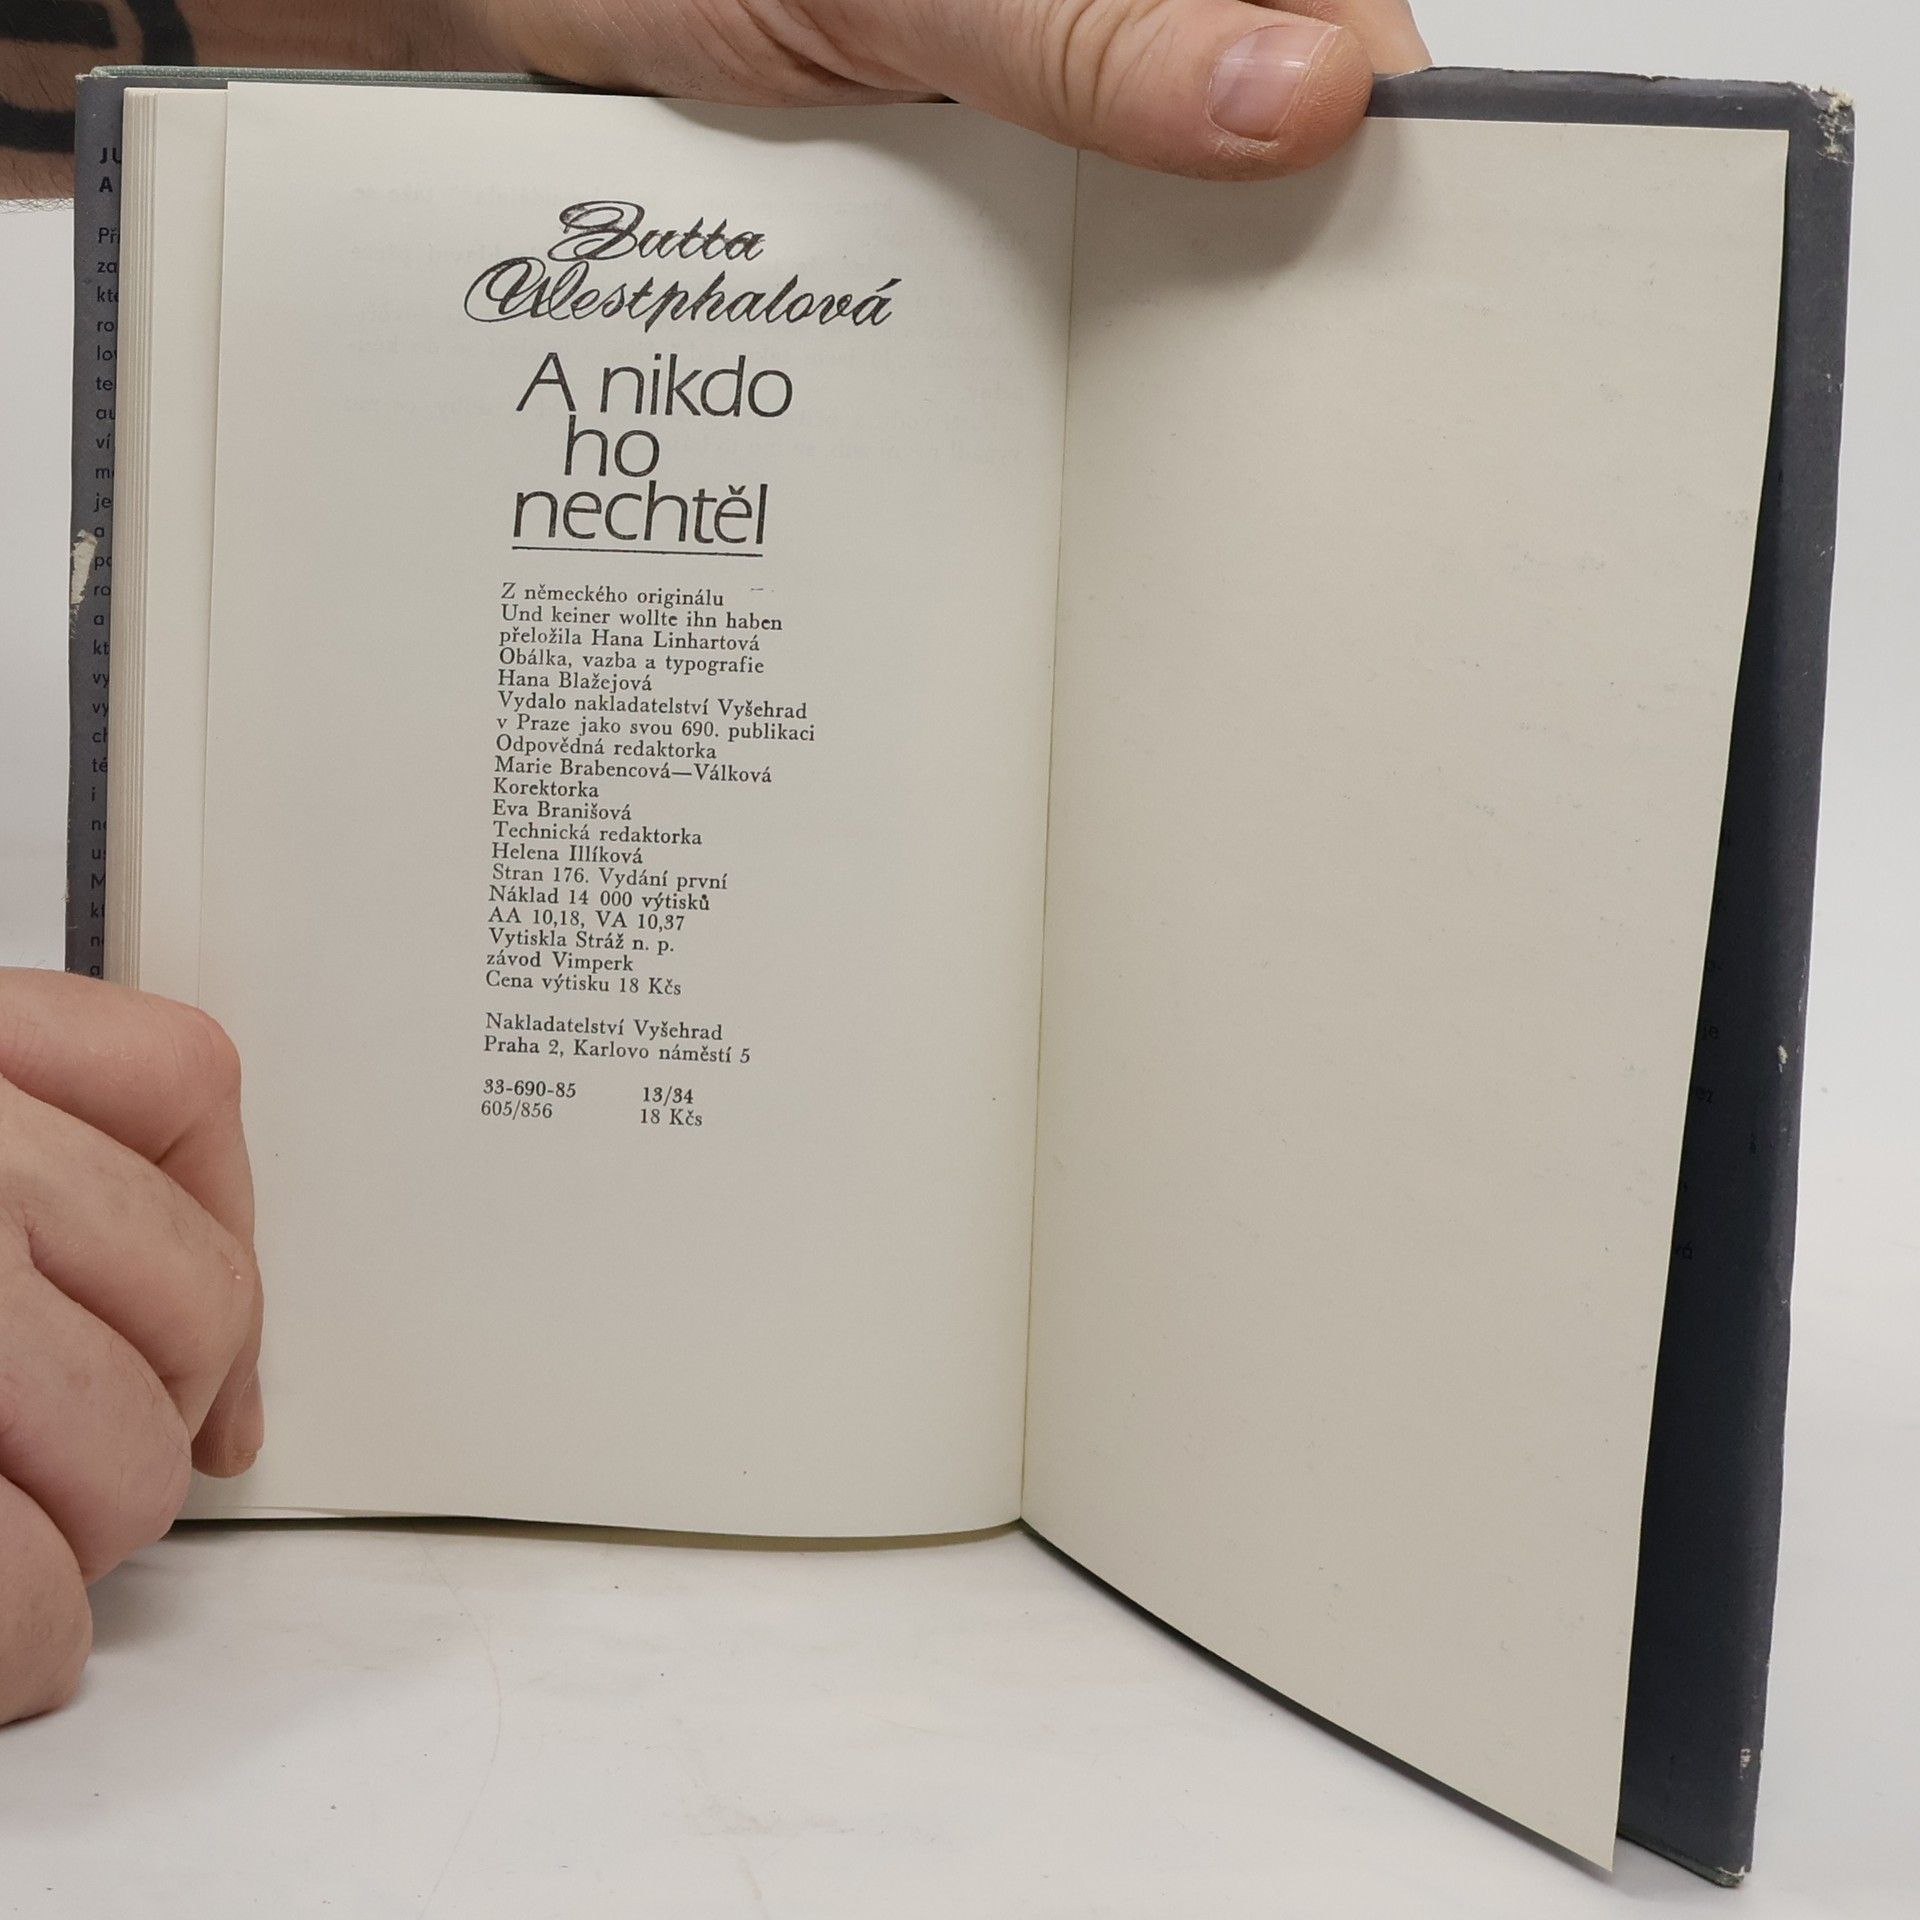 Jutta
Westphalová
A nikdo
ho
nechtěl
Z německého originálu
Und keiner wollte ihn haben
přeložila Hana Linhartová
Obálka, vazba a typografie
Hana Blažejová
Vydalo nakladatelství Vyšehrad
v Praze jako svou 690. publikaci
Odpovědná redaktorka
Marie Brabencová—Válková
Korektorka
Eva Branišová
Technická redaktorka
Helena Illíková
Stran 176. Vydání první
Náklad 14 000 výtisků
AA 10,18, VA 10,37
Vytiskla Stráž n. p.
závod Vimperk
Cena výtisku 18 Kčs
Nakladatelství Vyšehrad
Praha 2, Karlovo náměstí 5
33-690-85 13/34
605/856 18 Kčs